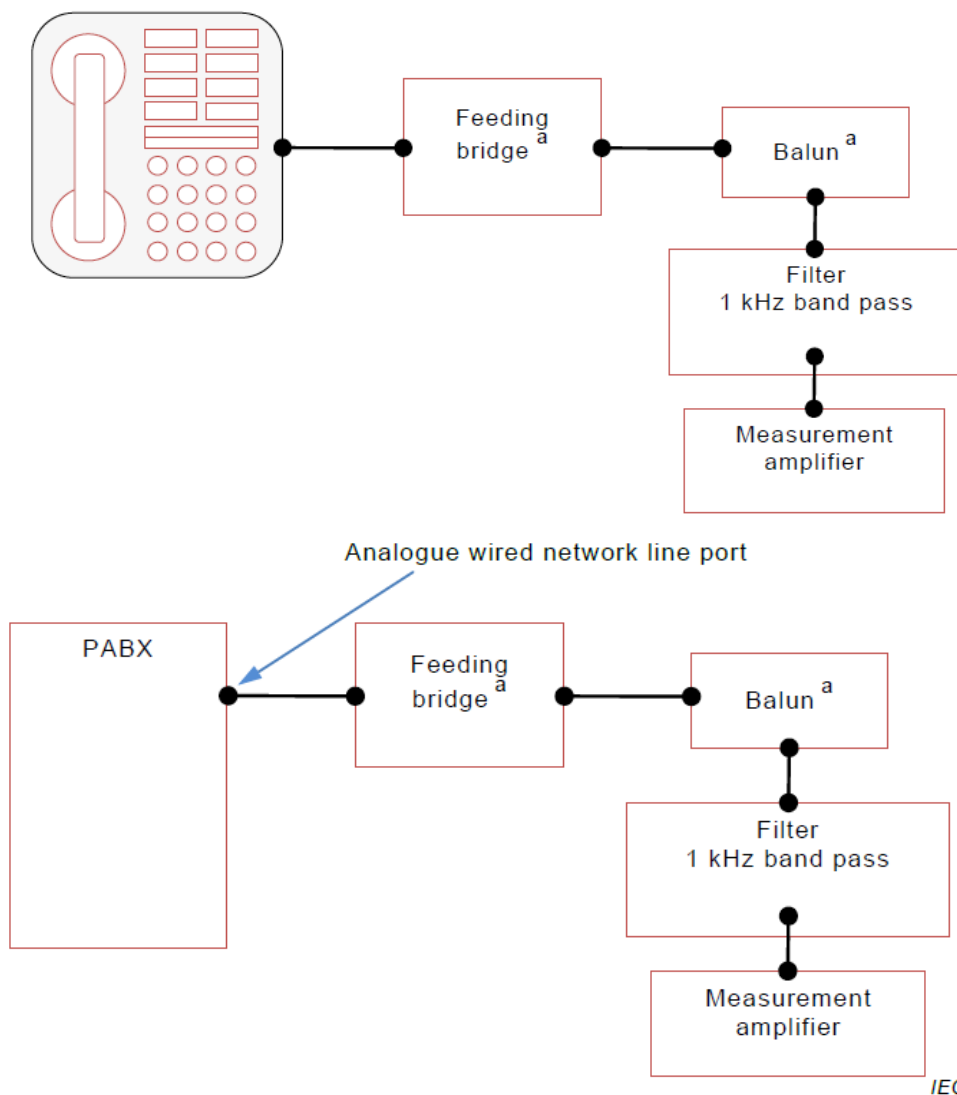 Feeding
bridge a
Balun a
Filter
1 kHz band pass
Measurement
amplifier
Analogue wired network line port
PABX
Feeding
bridge a
Balun a
Filter
1 kHz band pass
Measurement
amplifier
IEC